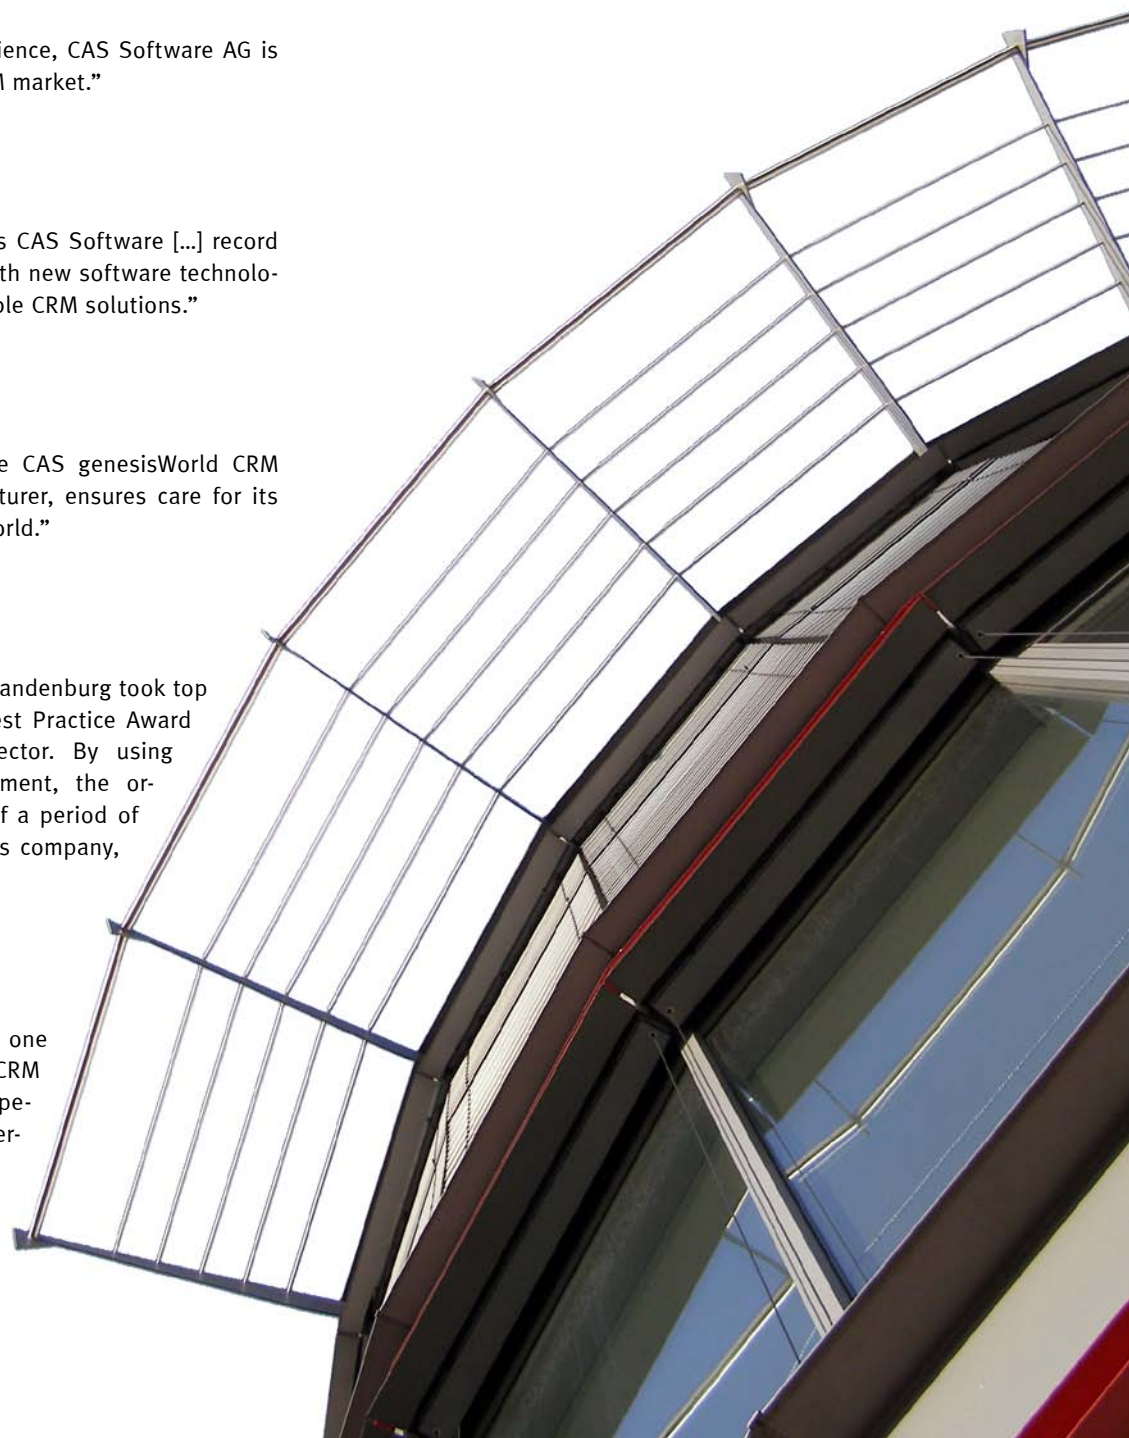 ience, CAS Software AG is
M market.”
s CAS Software [...] record
th new software technolo-
ble CRM solutions.”
e CAS genesisWorld CRM
cturer, ensures care for its
orld.”
andenburg took top
est Practice Award
ector. By using
ment, the or-
f a period of
s company,
one
CRM
pe-
er-